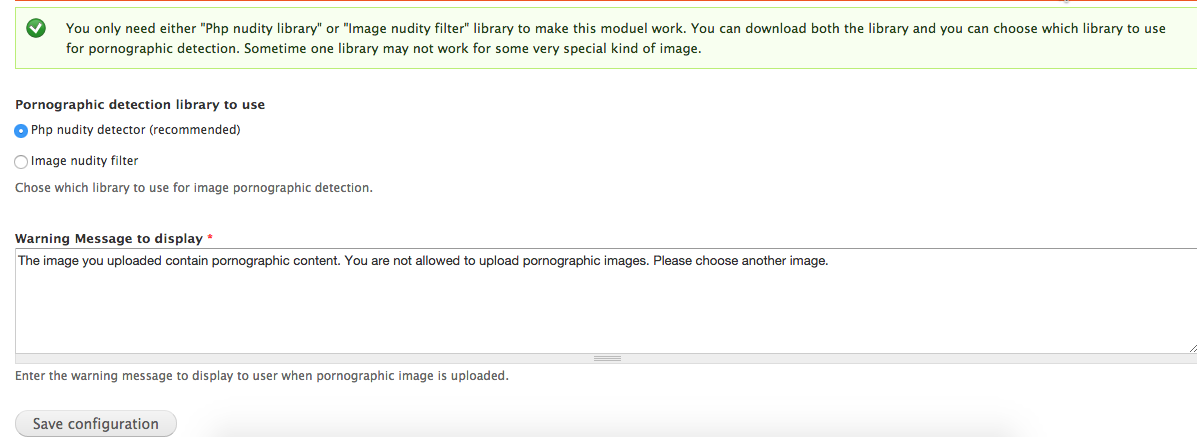 You only need either "Php nudity library" or "Image nudity filter" library to make this moduel work. You can download both the library and you can choose which library to use
for pornographic detection. Sometime one library may not work for some very special kind of image.
Pornographic detection library to use
Php nudity detector (recommended)
Image nudity filter
Chose which library to use for image pornographic detection.
Warning Message to display *
The image you uploaded contain pornographic content. You are not allowed to upload pornographic images. Please choose another image.
Enter the warning message to display to user when pornographic image is uploaded.
Save configuration